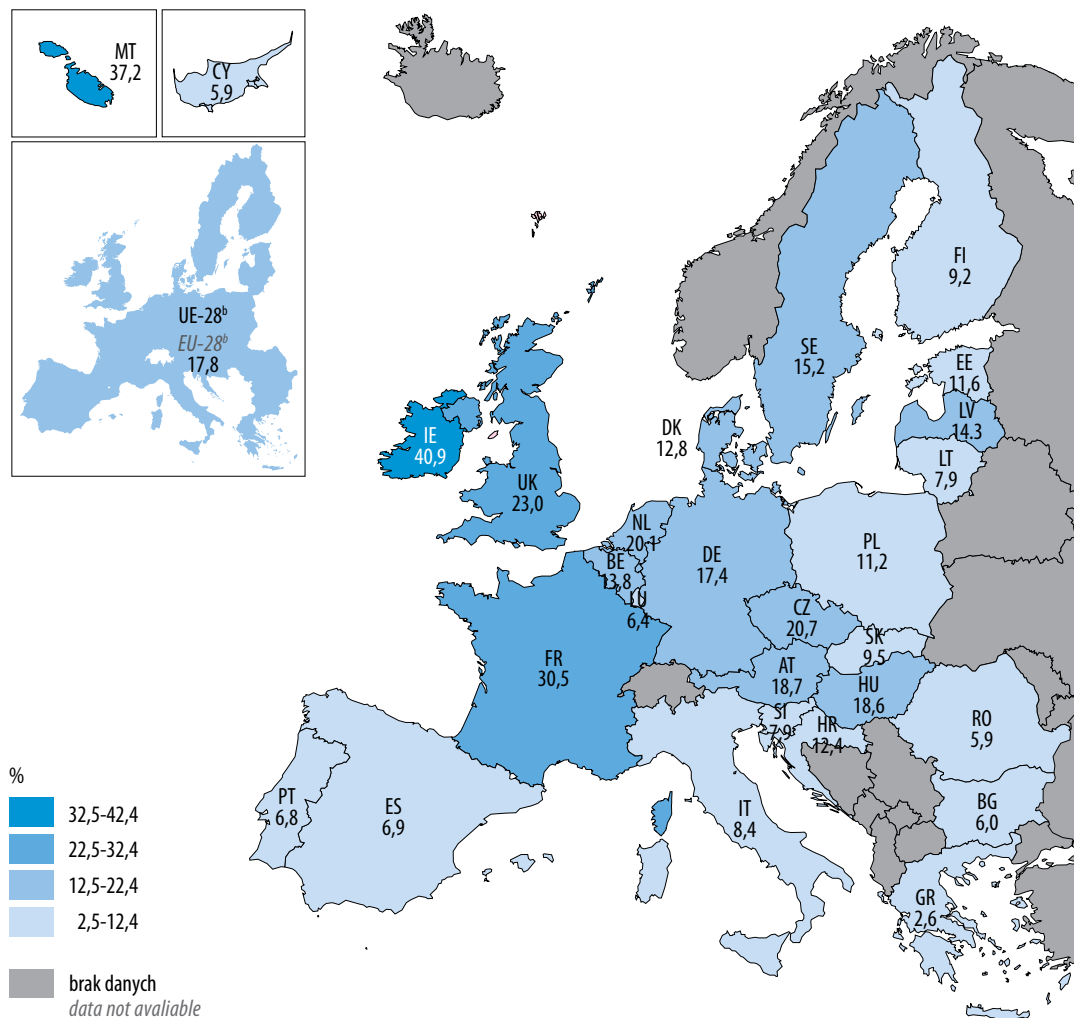 MT
37,2
CY
5,9
UE-28ᵇ
EU-28ᵇ
17,8
FI
9,2
SE
15,2
EE
11,6
LV
14.3
LT
7,9
DK
12,8
IE
40,9
UK
23,0
NL
20,1
BE
13,8
LU
6,4
DE
17,4
PL
11,2
CZ
20,7
SK
9,5
FR
30,5
AT
18,7
HU
18,6
SI
7,9
HR
12,4
RO
5,9
BG
6,0
PT
6,8
ES
6,9
IT
8,4
GR
2,6
%
32,5-42,4
22,5-32,4
12,5-22,4
2,5-12,4
brak danych
data not avaliable